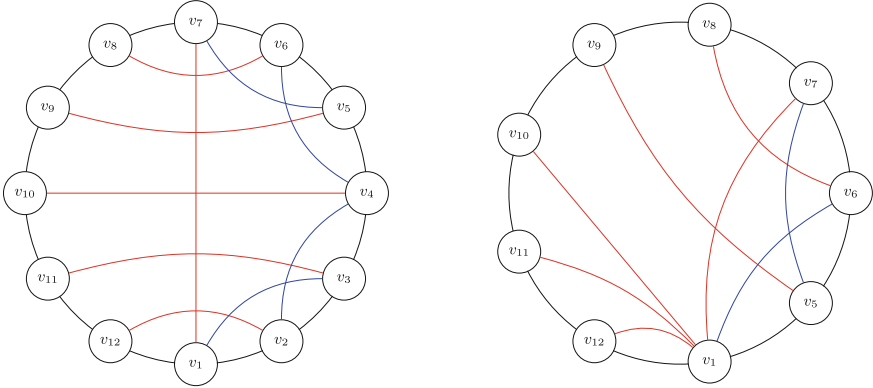 v₇
v₈ v₆
v₉ v₅
v₁₀ v₄
v₁₁ v₃
v₁₂ v₂
v₁
v₈
v₉
v₇
v₁₀
v₆
v₁₁
v₅
v₁₂
v₁